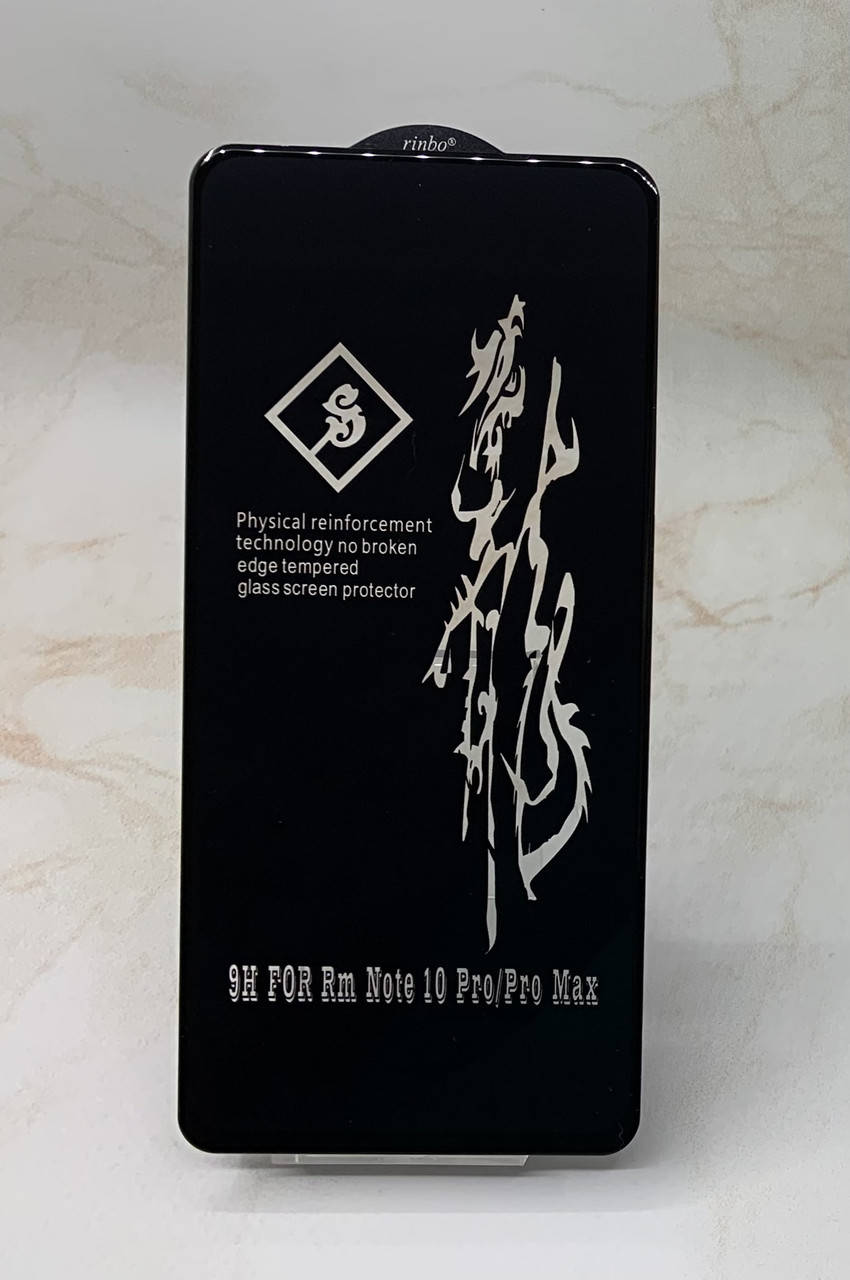 rinbo®
S
Physical reinforcement
technology no broken
edge tempered
glass screen protector
9H FOR Rm Note 10 Pro/Pro Max